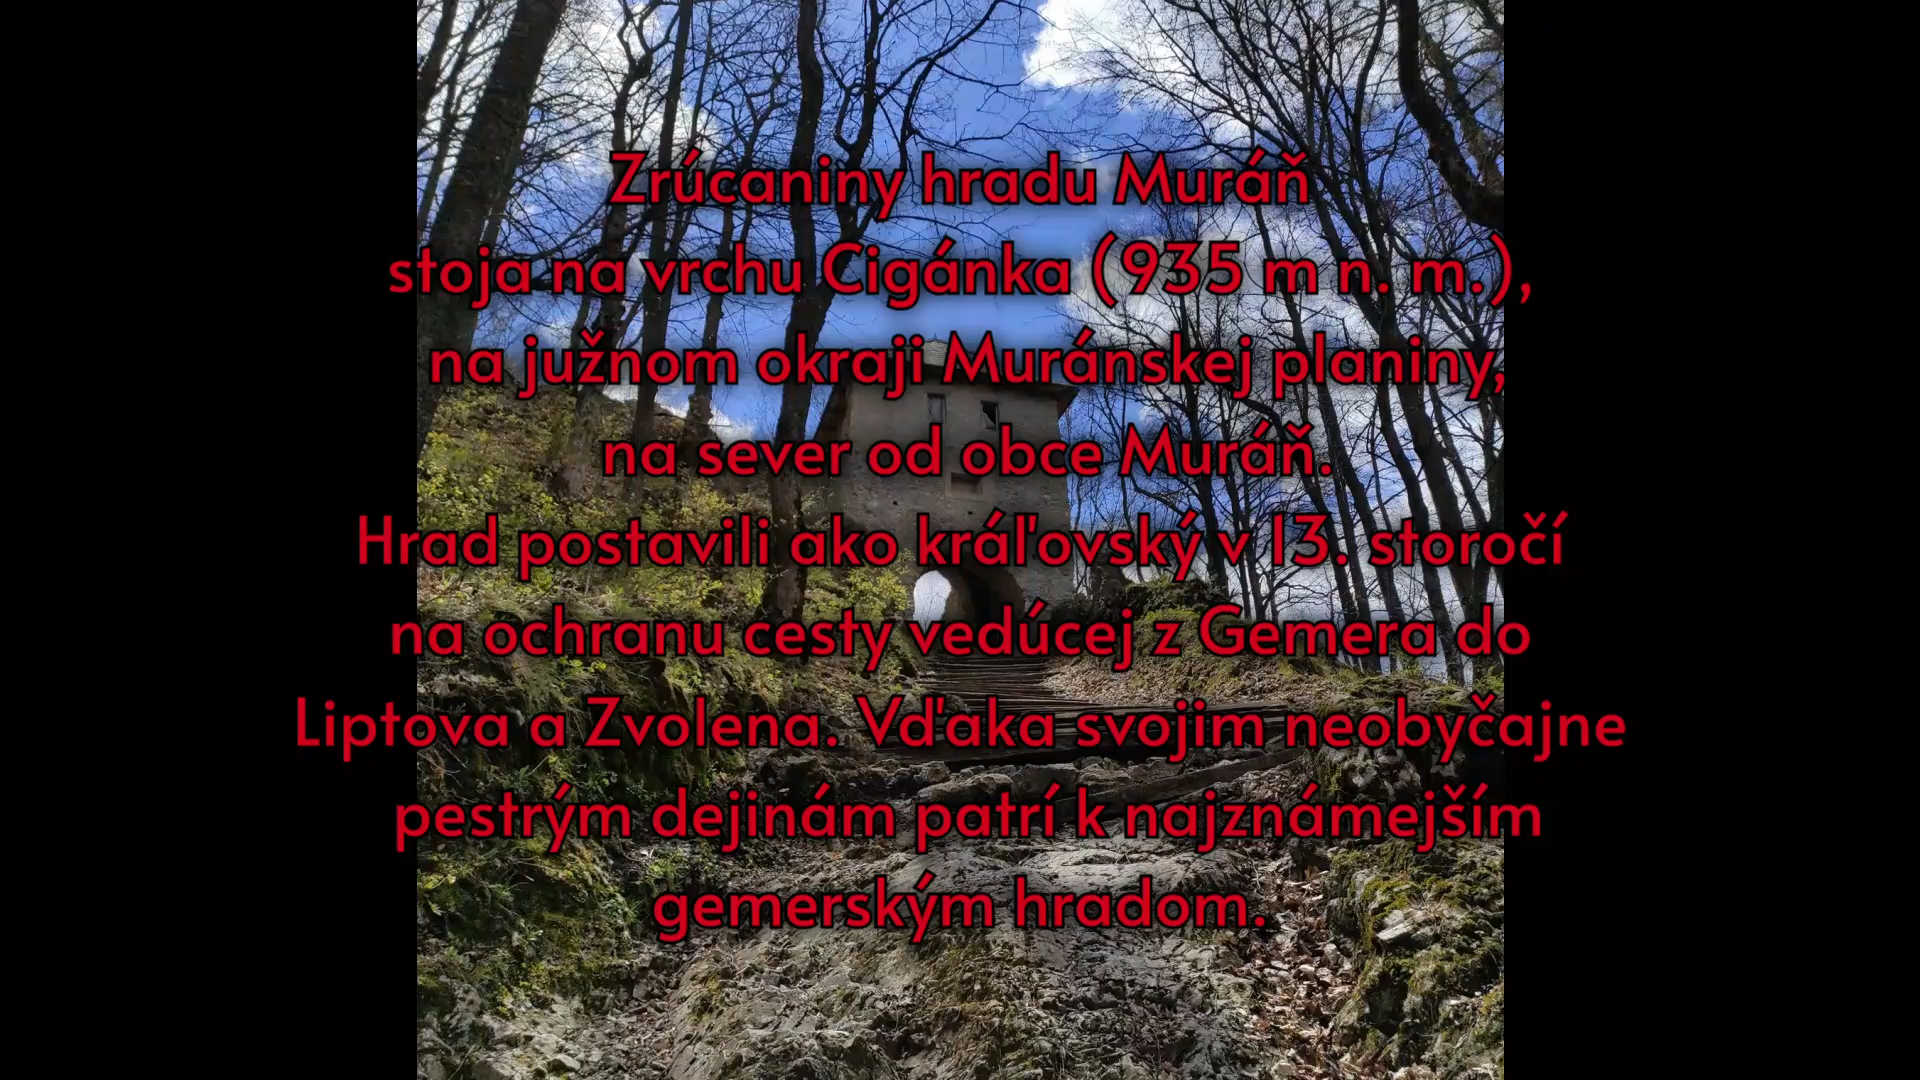 Zrúcaniny hradu Muráň
stoja na vrchu Cigánka (935 m n. m.),
na južnom okraji Muránskej planiny,
na sever od obce Muráň.
Hrad postavili ako kráľovský v 13. storočí
na ochranu cesty vedúcej z Gemera do
Liptova a Zvolena. Vďaka svojim neobyčajne
pestrým dejinám patrí k najznámejším
gemerským hradom.